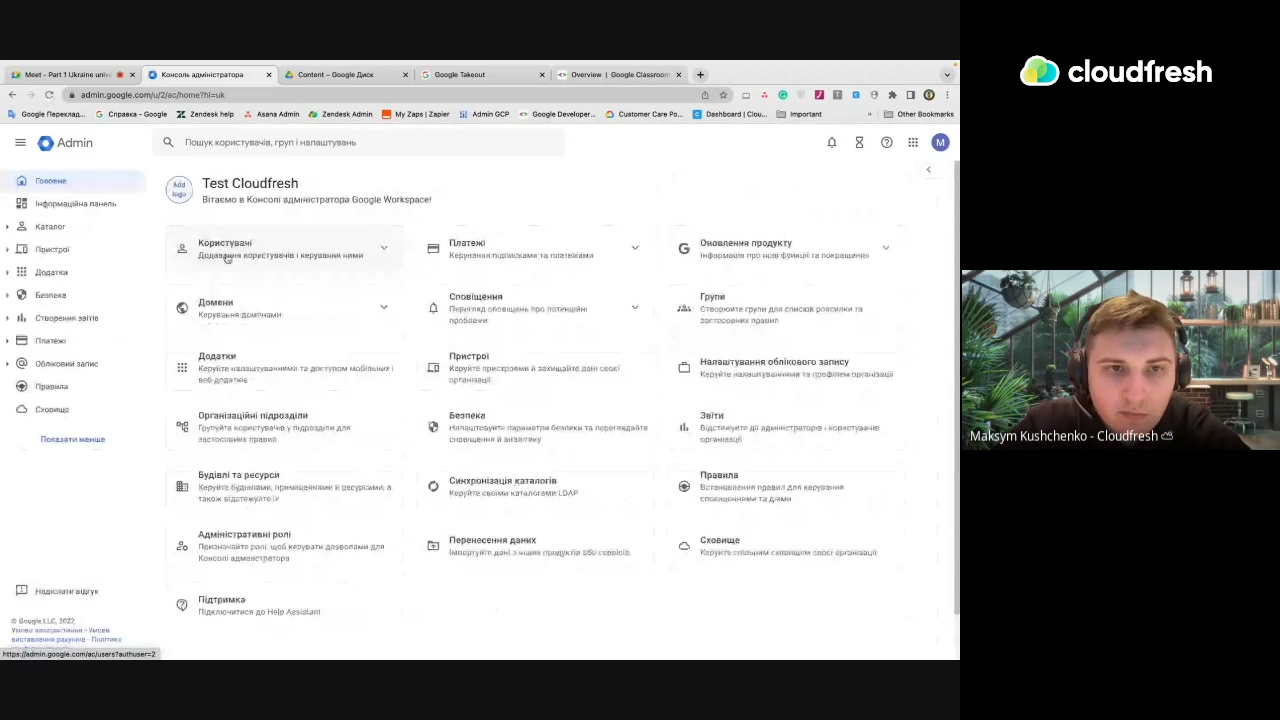 Meet – Part 1 Ukraine univ
Консоль адміністратора
Content – Google Диск
Google Takeout
Overview | Google Classroom
admin.google.com/u/2/ac/home?hl=uk
Google Переклад...
Справка – Google
Zendesk help
Asana Admin
Zendesk Admin
My Zaps | Zapier
Admin GCP
Google Developer...
Customer Care Po...
Dashboard | Clou...
Important
Other Bookmarks
Admin
Пошук користувачів, груп і налаштувань
M
Головна
Інформаційна панель
Каталог
Пристрої
Додатки
Безпека
Створення звітів
Платежі
Обліковий запис
Правила
Сховище
Показати менше
Надіслати відгук
© Google LLC, 2022.
https://admin.google.com/ac/users?authuser=2
Add logo
Test Cloudfresh
Вітаємо в Консолі адміністратора Google Workspace!
Користувачі
Додавання користувачів і керування ними
Платежі
Керування підписками та платежами
Оновлення продукту
Інформація про нові функції та покращення
Домени
Керування доменами
Сповіщення
Перегляд сповіщень про потенційні
проблеми
Групи
Створюйте групи для списків розсилки та
застосовних правил
Додатки
Керуйте налаштуваннями та доступом мобільних і
веб-додатків
Пристрої
Керуйте пристроями й захищайте дані своєї
організації
Налаштування облікового запису
Керуйте налаштуваннями та профілем організації
Організаційні підрозділи
Групуйте користувачів у підрозділи для
застосовних правил
Безпека
Налаштовуйте параметри безпеки та переглядайте
сповіщення й аналітику
Звіти
Відстежуйте дії адміністраторів і користувачів
організації
Будівлі та ресурси
Керуйте будівлями, приміщеннями й ресурсами, а
також відстежуйте їх
Синхронізація каталогів
Керуйте своїми каталогами LDAP
Правила
Встановлення правил для керування
сповіщеннями та діями
Адміністративні ролі
Призначайте ролі, щоб керувати дозволами для
Консолі адміністратора
Перенесення даних
Імпортуйте дані з інших продуктів або сервісів.
Сховище
Керуйте спільним сховищем своєї організації
Підтримка
Підключитися до Help Assistant
cloudfresh
Maksym Kushchenko - Cloudfresh